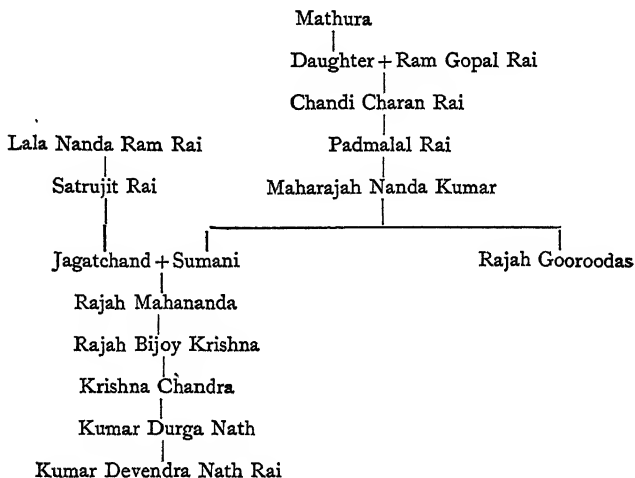 Mathura
Daughter + Ram Gopal Rai
Chandi Charan Rai
Lala Nanda Ram Rai Padmalal Rai
Satrujit Rai Maharajah Nanda Kumar
Jagatchand + Sumani Rajah Gooroodas
Rajah Mahananda
Rajah Bijoy Krishna
Krishna Chandra
Kumar Durga Nath
Kumar Devendra Nath Rai